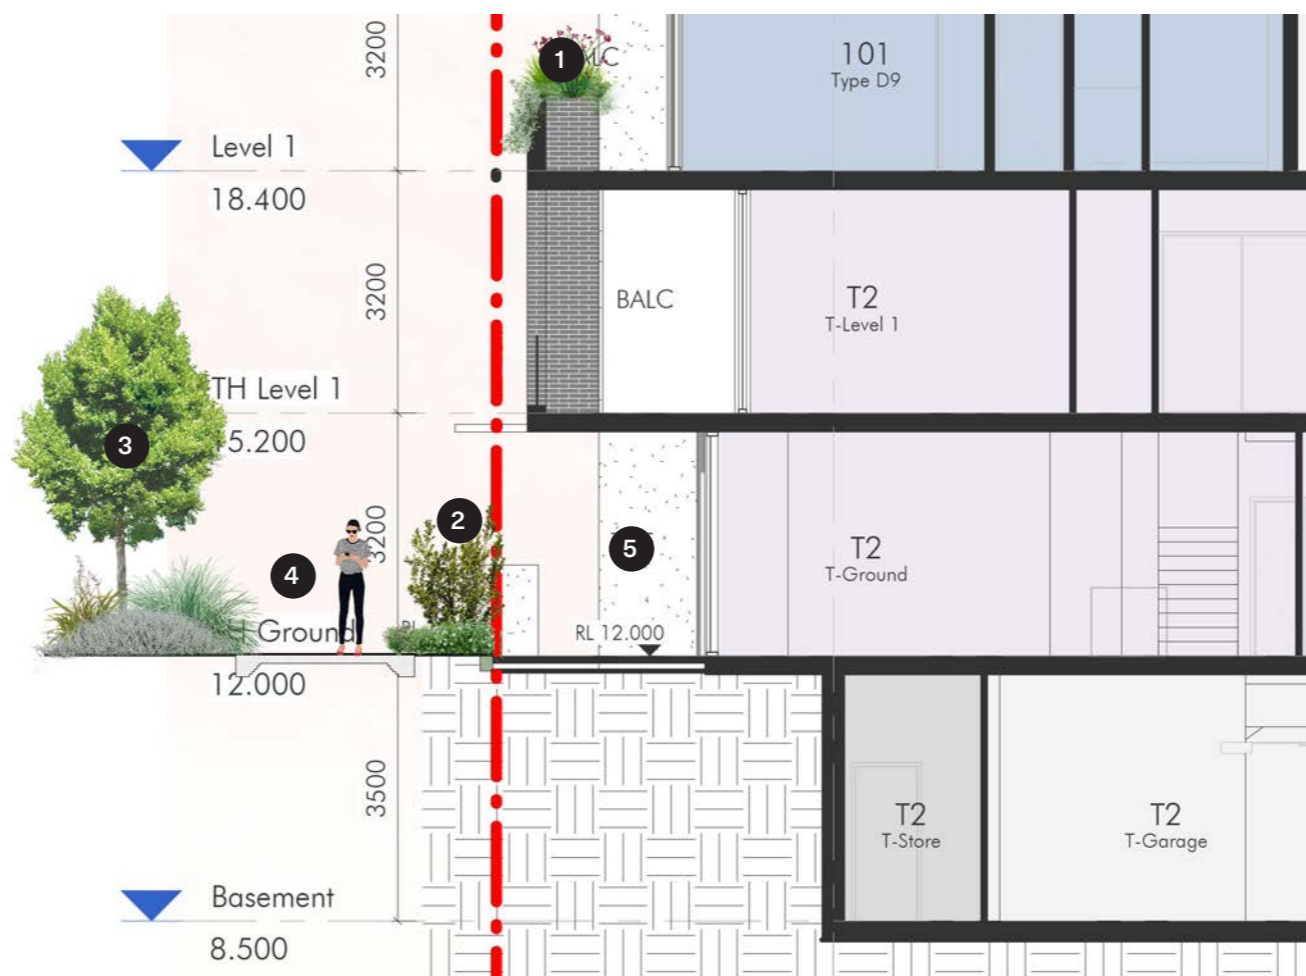 3200
1
LC
101
Type D9
Level 1
18.400
3200
BALC
T2
T-Level 1
TH Level 1
5.200
3
2
3200
5
T2
T-Ground
4
Ground
RL 12.000
12.000
3500
T2
T-Store
T2
T-Garage
Basement
8.500